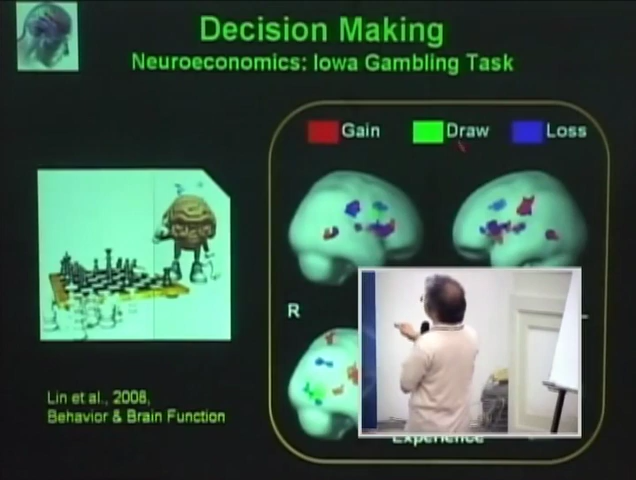 Decision Making
Neuroeconomics: Iowa Gambling Task
Gain
Draw
Loss
R
Lin et al., 2008,
Behavior & Brain Function
Experience